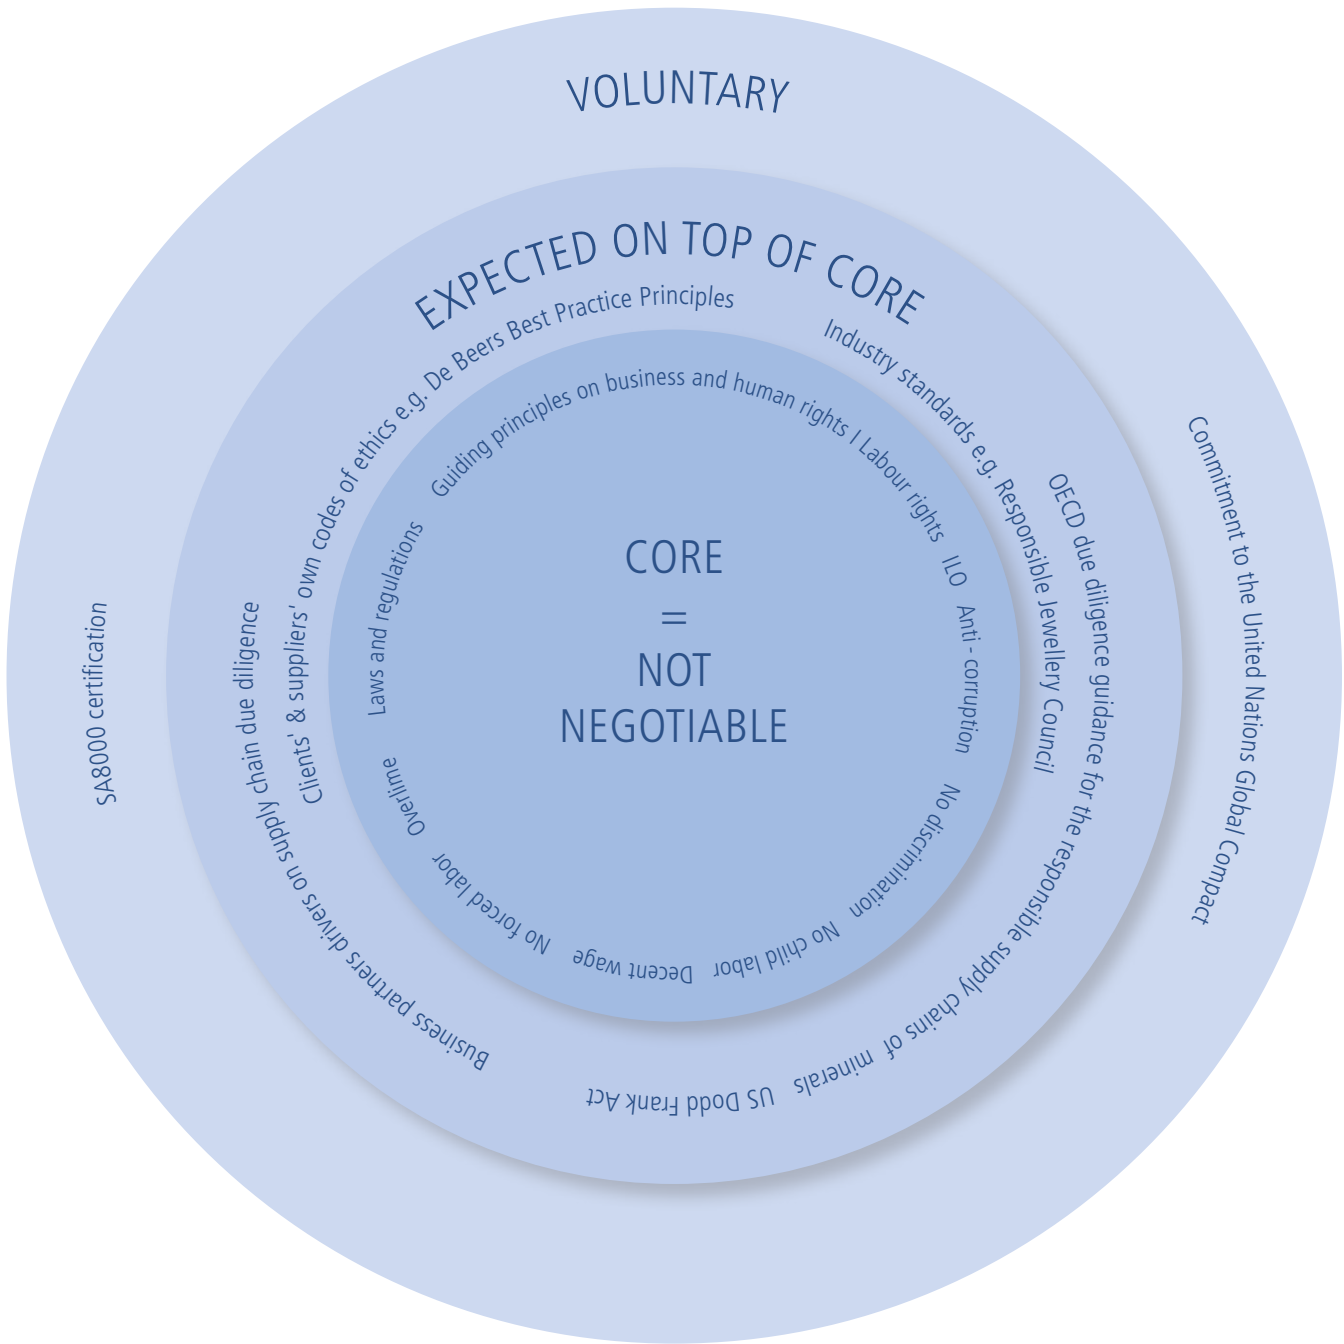 VOLUNTARY
EXPECTED ON TOP OF CORE
Clients' & suppliers' own codes of ethics e.g. De Beers Best Practice Principles
Industry standards e.g. Responsible Jewellery Council
OECD due diligence guidance for the responsible supply chains of minerals
US Dodd Frank Act
Business partners drivers on supply chain due diligence
Guiding principles on business and human rights I Labour rights
ILO
Anti - corruption
No discrimination
No child labor
Decent wage
No forced labor
Overlime
Laws and regulations
CORE
=
NOT
NEGOTIABLE
SA8000 certification
Commitment to the United Nations Global Compact